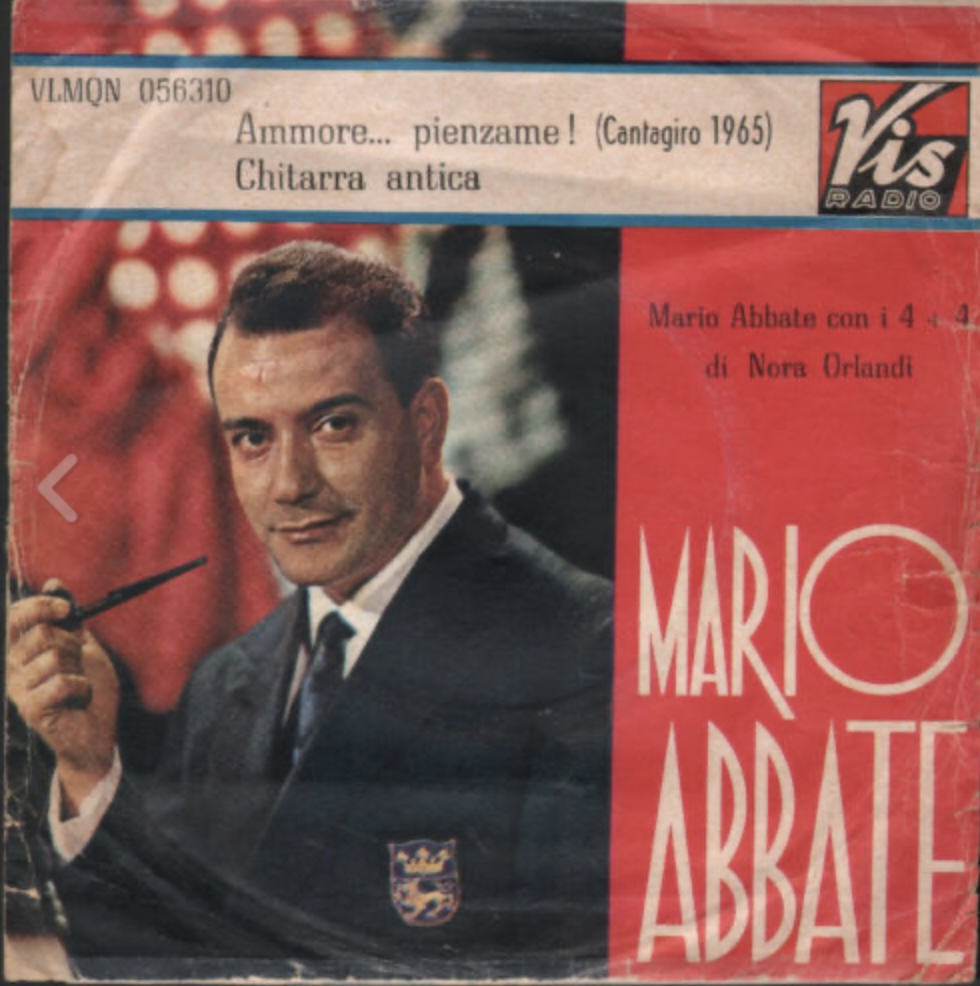 VLMQN 056310
Ammore... pienzame! (Cantagiro 1965)
Chitarra antica
Vis
RADIO
Mario Abbate con i 4 + 4
di Nora Orlandi
MARIO
ABBATE